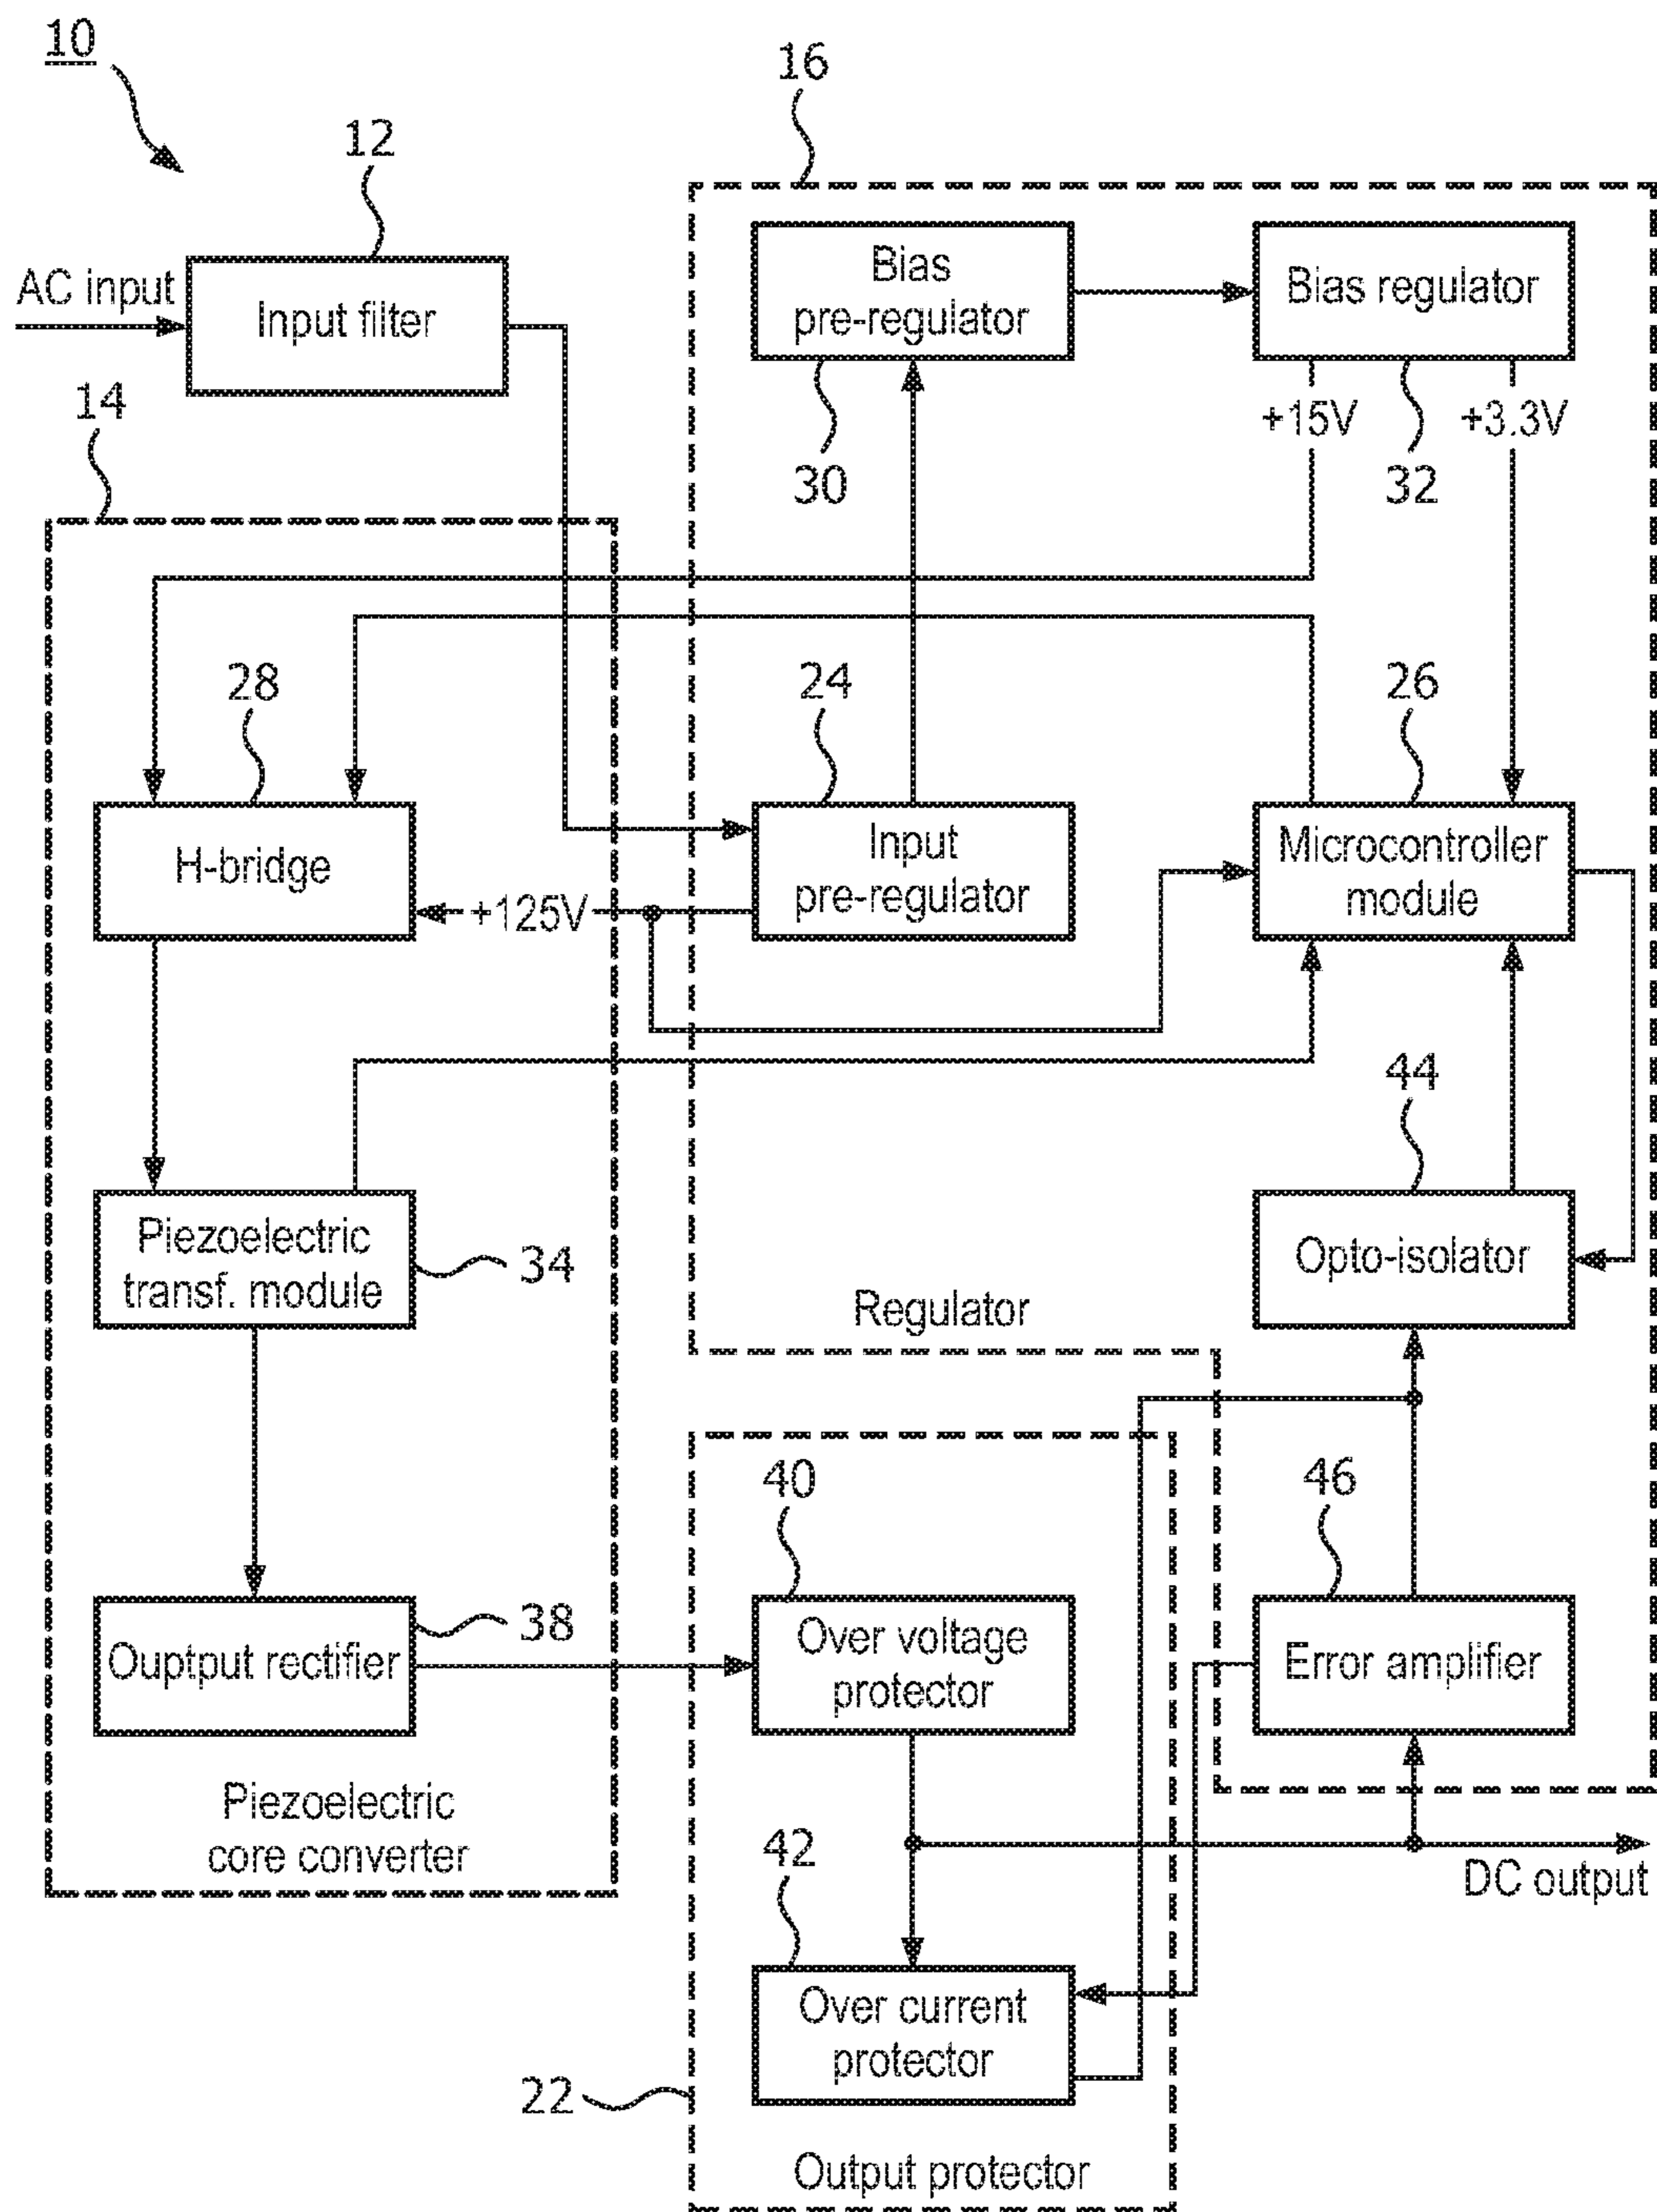 10
16
12
AC input
Input filter
Bias
pre-regulator
Bias regulator
14
+15V
+3.3V
30
32
28
24
26
H-bridge
+125V
Input
pre-regulator
Microcontroller
module
44
Piezoelectric
transf. module
34
Opto-isolator
Regulator
40
46
Ouptput rectifier
38
Over voltage
protector
Error amplifier
Piezoelectric
core converter
42
DC output
Over current
protector
22
Output protector